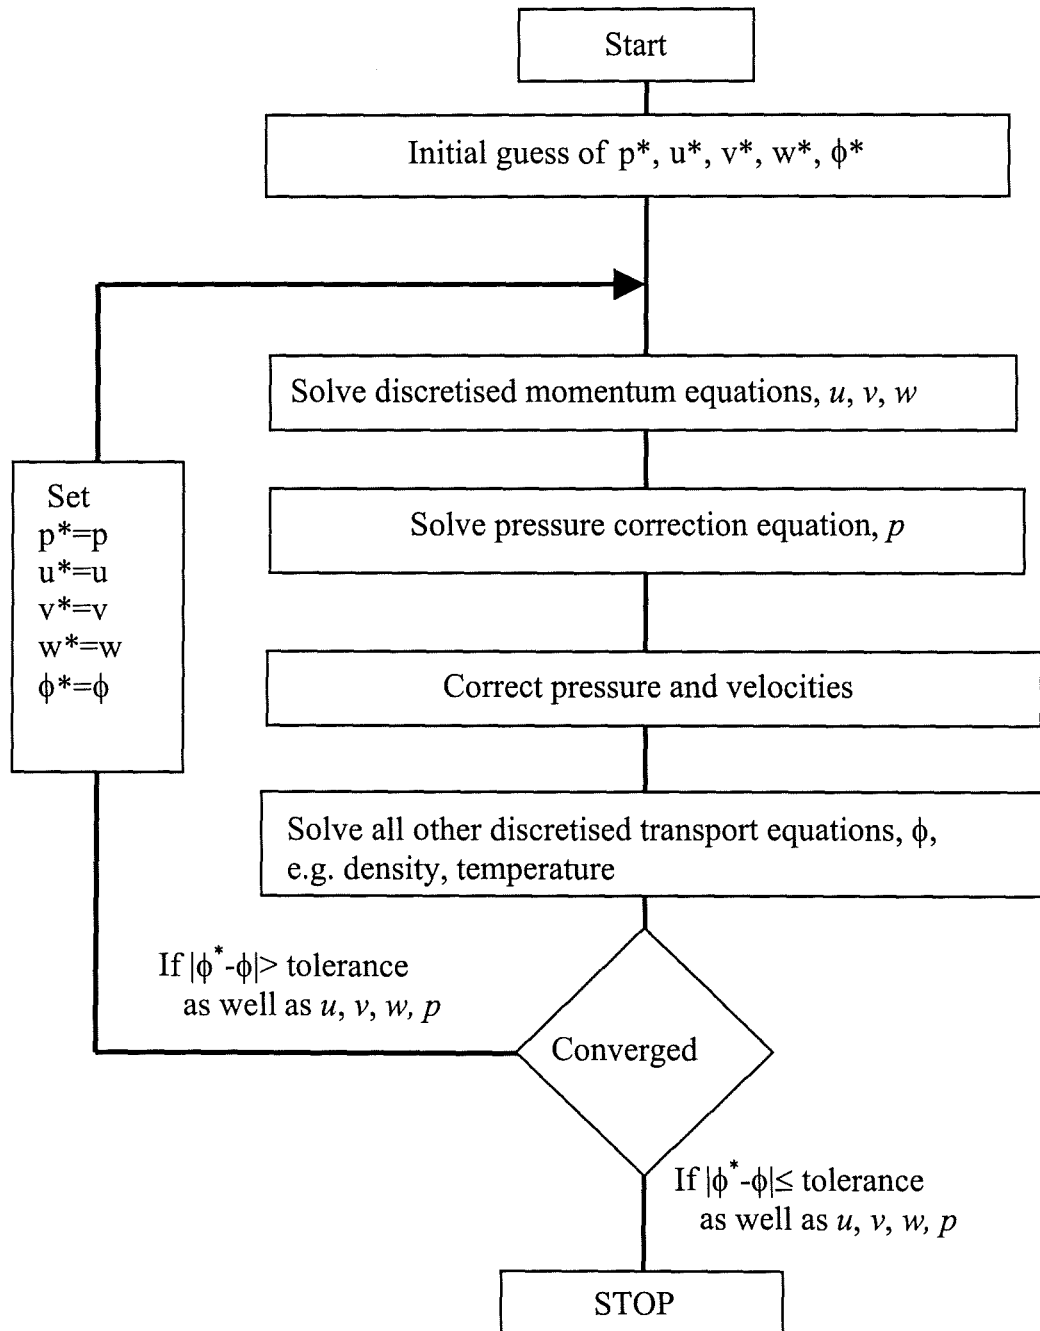 Start
Initial guess of p*, u*, v*, w*, ϕ*
Solve discretised momentum equations, u, v, w
Set
p*=p
u*=u
v*=v
w*=w
ϕ*=ϕ
Solve pressure correction equation, p
Correct pressure and velocities
Solve all other discretised transport equations, ϕ,
e.g. density, temperature
If |ϕ*-ϕ|> tolerance
as well as u, v, w, p
Converged
If |ϕ*-ϕ|≤ tolerance
as well as u, v, w, p
STOP